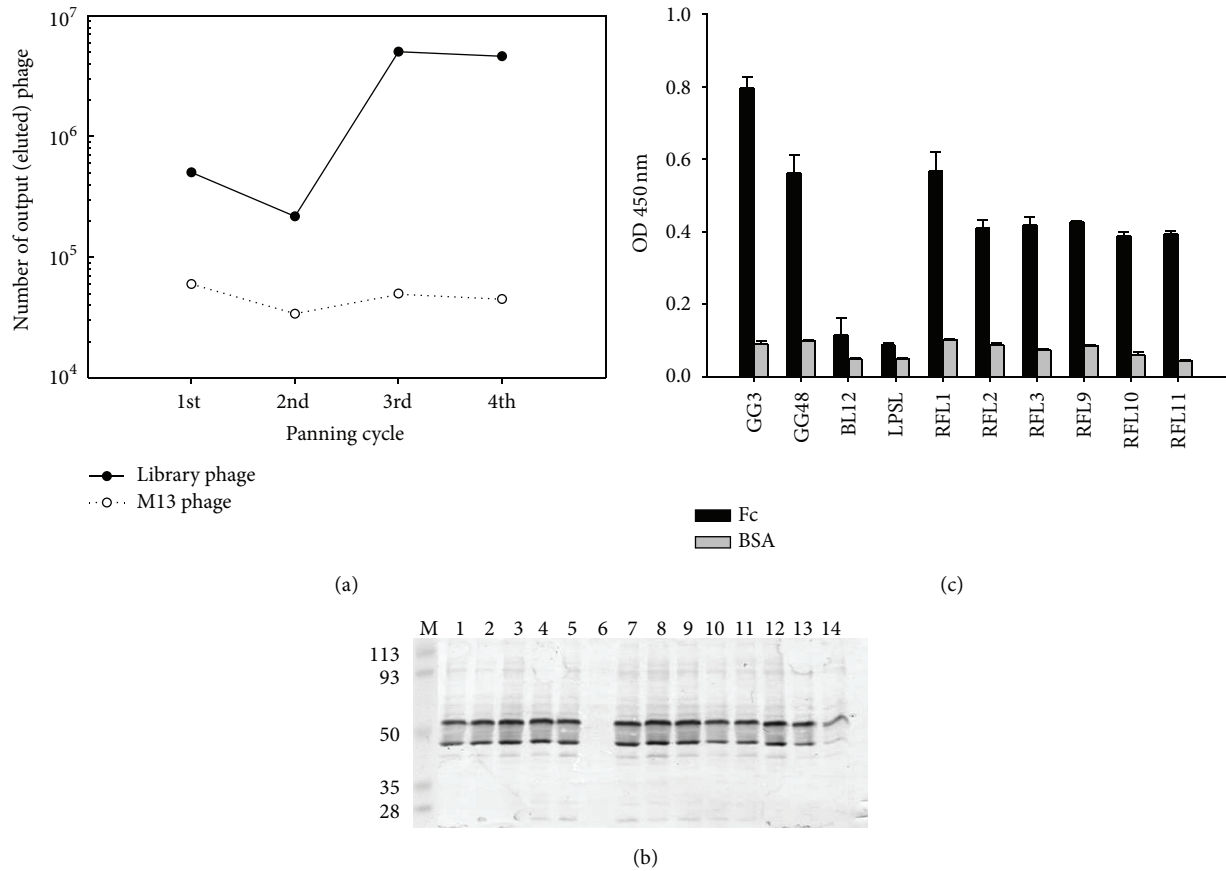 Number of output (eluted) phage
10^7
10^6
10^5
10^4
1st 2nd 3rd 4th
Panning cycle
Library phage
M13 phage
(a)
OD 450 nm
0.8
0.6
0.4
0.2
0.0
GG3
GG48
BL12
LPSL
RFL1
RFL2
RFL3
RFL9
RFL10
RFL11
Fc
BSA
(c)
M 1 2 3 4 5 6 7 8 9 10 11 12 13 14
113
93
50
35
28
(b)